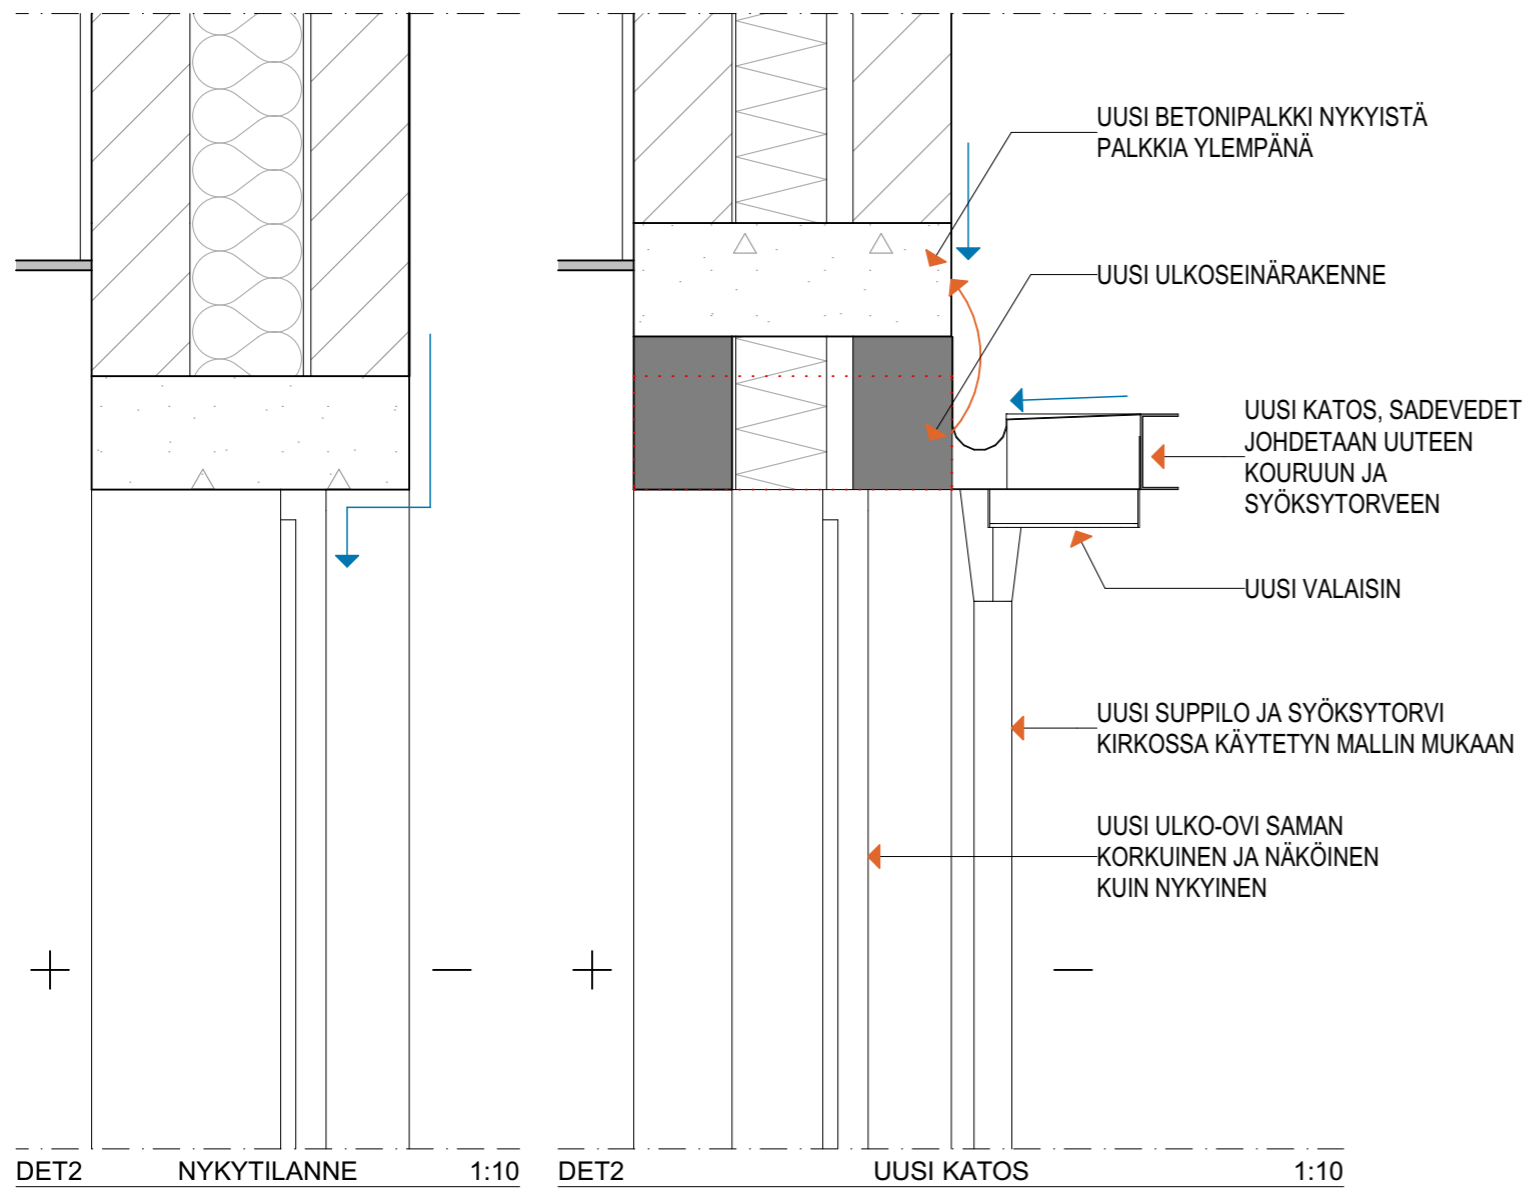 UUSI BETONIPALKKI NYKYISTÄ
PALKKIA YLEMPÄNÄ
UUSI ULKOSEINÄRAKENNE
UUSI KATOS, SADEVEDET
JOHDETAAN UUTEEN
KOURUUN JA
SYÖKSYTORVEEN
UUSI VALAISIN
UUSI SUPPILO JA SYÖKSYTORVI
KIRKOSSA KÄYTETYN MALLIN MUKAAN
UUSI ULKO-OVI SAMAN
KORKUINEN JA NÄKÖINEN
KUIN NYKYINEN
+ −
+ −
DET2 NYKYTILANNE 1:10
DET2 UUSI KATOS 1:10